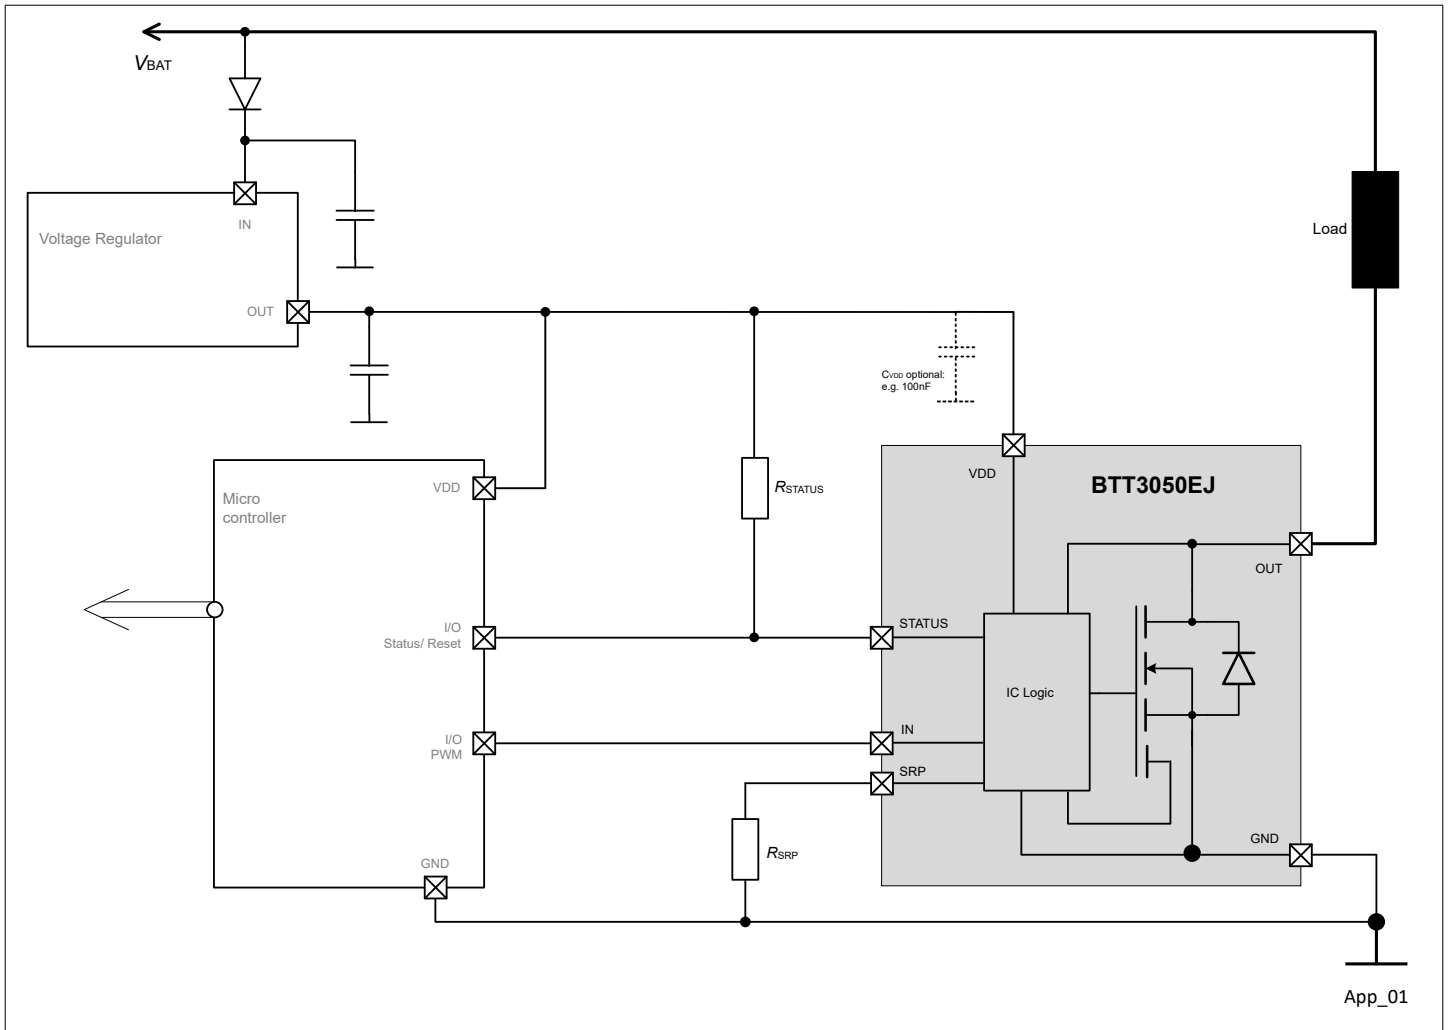 VBAT
IN
Voltage Regulator
Load
OUT
CVDD optional:
e.g. 100nF
VDD
VDD
RSTATUS
BTT3050EJ
Micro
controller
OUT
I/O
Status/ Reset
STATUS
IC Logic
I/O
PWM
IN
SRP
GND
RSRP
GND
App_01